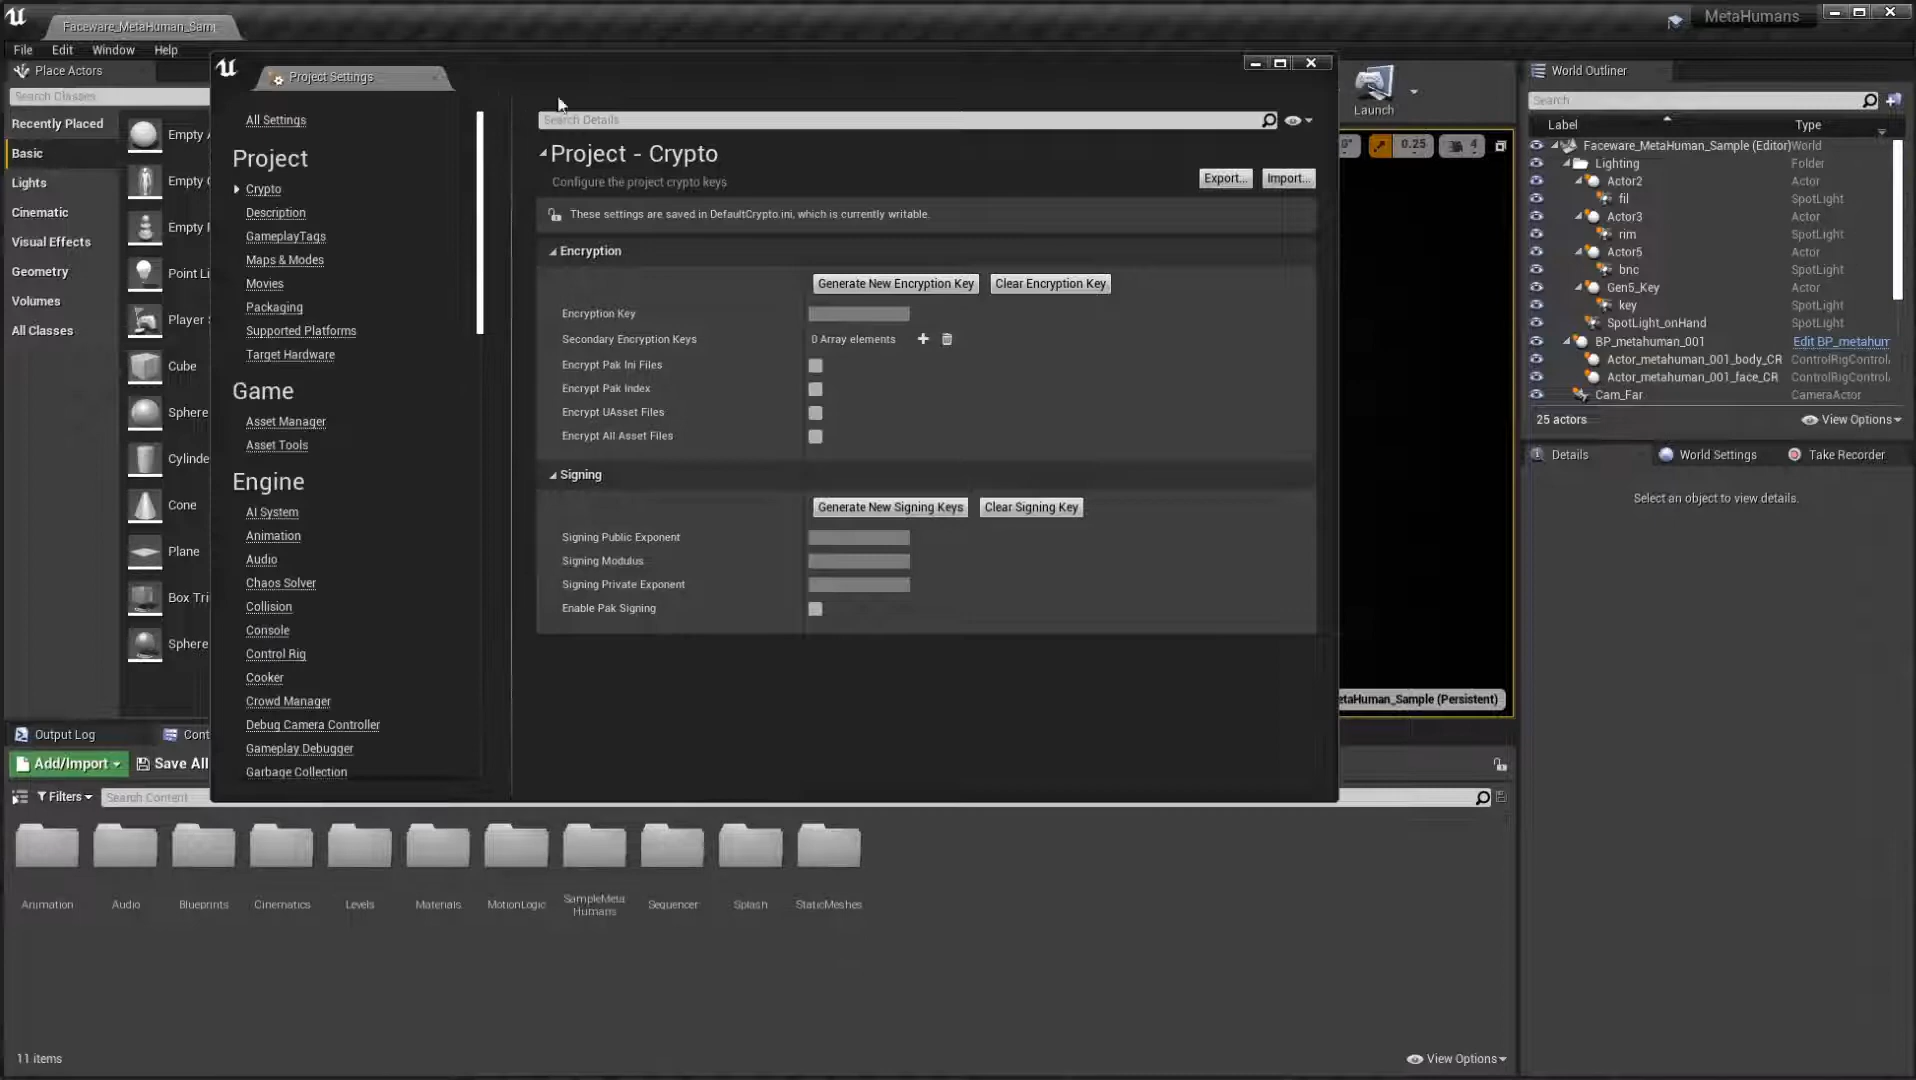 Faceware_MetaHuman_Sam
MetaHumans
File Edit Window Help
Place Actors
Search Classes
Recently Placed
Basic
Lights
Cinematic
Visual Effects
Geometry
Volumes
All Classes
Empty
Empty
Empty
Point Li
Player
Cube
Sphere
Cylinde
Cone
Plane
Box Tri
Sphere
Project Settings
All Settings
Project
Crypto
Description
GameplayTags
Maps & Modes
Movies
Packaging
Supported Platforms
Target Hardware
Game
Asset Manager
Asset Tools
Engine
AI System
Animation
Audio
Chaos Solver
Collision
Console
Control Rig
Cooker
Crowd Manager
Debug Camera Controller
Gameplay Debugger
Garbage Collection
Search Details
Project - Crypto
Configure the project crypto keys
Export... Import...
These settings are saved in DefaultCrypto.ini, which is currently writable.
Encryption
Generate New Encryption Key Clear Encryption Key
Encryption Key
Secondary Encryption Keys 0 Array elements
Encrypt Pak Ini Files
Encrypt Pak Index
Encrypt UAsset Files
Encrypt All Asset Files
Signing
Generate New Signing Keys Clear Signing Key
Signing Public Exponent
Signing Modulus
Signing Private Exponent
Enable Pak Signing
Launch
0° 0.25 4
etaHuman_Sample (Persistent)
World Outliner
Search
Label Type
Faceware_MetaHuman_Sample (Editor) World
Lighting Folder
Actor2 Actor
fil SpotLight
Actor3 Actor
rim SpotLight
Actor5 Actor
bnc SpotLight
Gen5_Key Actor
key SpotLight
SpotLight_onHand SpotLight
BP_metahuman_001 Edit BP_metahum
Actor_metahuman_001_body_CR ControlRigControl
Actor_metahuman_001_face_CR ControlRigControl
Cam_Far CameraActor
25 actors View Options
Details World Settings Take Recorder
Select an object to view details.
Output Log Cont
Add/Import Save All
Filters Search Content
Animation Audio Blueprints Cinematics Levels Materials MotionLogic SampleMeta Sequencer Splash StaticMeshes
Humans
11 items View Options